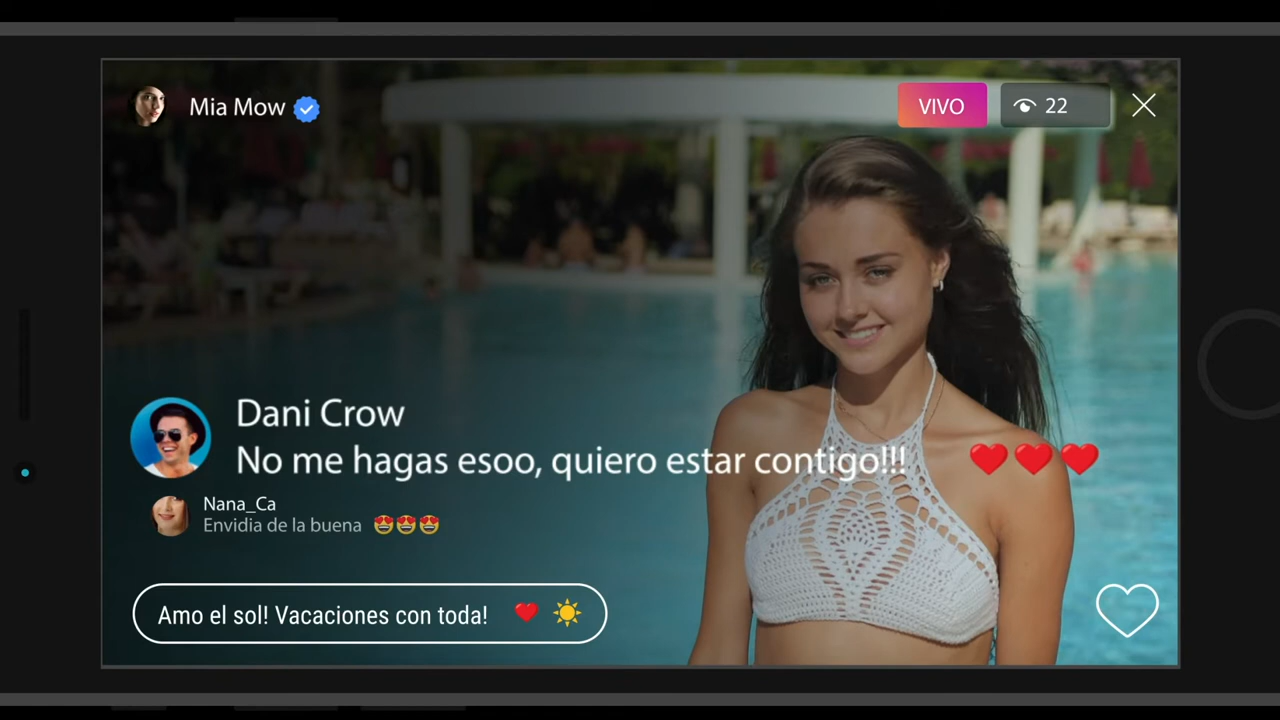 Mia Mow
VIVO
22
Dani Crow
No me hagas esoo, quiero estar contigo!!! ❤️❤️❤️
Nana_Ca
Envidia de la buena 😍😍😍
Amo el sol! Vacaciones con toda! ❤️☀️